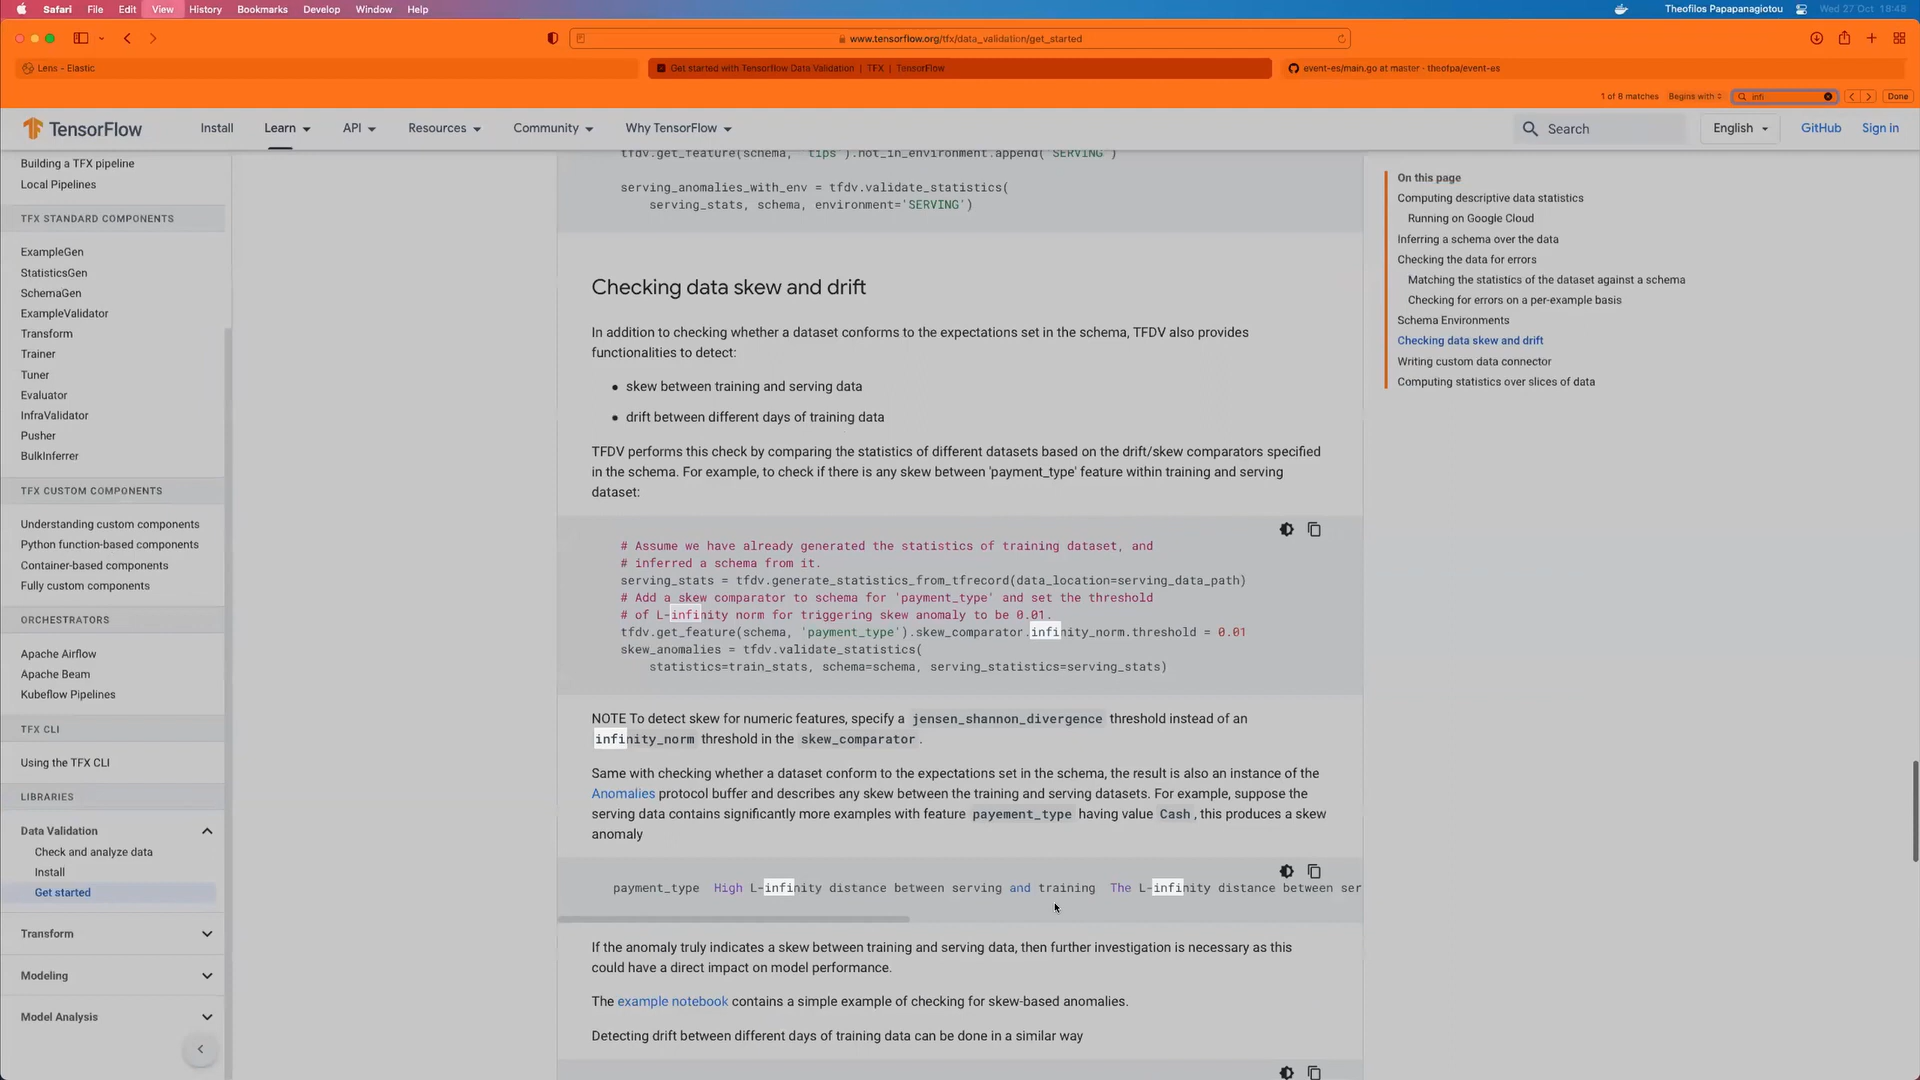 Safari File Edit View History Bookmarks Develop Window Help
Theofilos Papapanagiotou
Wed 27 Oct 18:48
www.tensorflow.org/tfx/data_validation/get_started
Lens - Elastic
Get started with Tensorflow Data Validation | TFX | TensorFlow
event-es/main.go at master · theofpa/event-es
1 of 8 matches
Begins with
infi
Done
TensorFlow
Install
Learn
API
Resources
Community
Why TensorFlow
Search
English
GitHub
Sign in
Building a TFX pipeline
Local Pipelines
TFX STANDARD COMPONENTS
ExampleGen
StatisticsGen
SchemaGen
ExampleValidator
Transform
Trainer
Tuner
Evaluator
InfraValidator
Pusher
BulkInferrer
TFX CUSTOM COMPONENTS
Understanding custom components
Python function-based components
Container-based components
Fully custom components
ORCHESTRATORS
Apache Airflow
Apache Beam
Kubeflow Pipelines
TFX CLI
Using the TFX CLI
LIBRARIES
Data Validation
Check and analyze data
Install
Get started
Transform
Modeling
Model Analysis
tfdv.get_feature(schema, 'tips').not_in_environment.append('SERVING')
serving_anomalies_with_env = tfdv.validate_statistics(
serving_stats, schema, environment='SERVING')
Checking data skew and drift
In addition to checking whether a dataset conforms to the expectations set in the schema, TFDV also provides
functionalities to detect:
• skew between training and serving data
• drift between different days of training data
TFDV performs this check by comparing the statistics of different datasets based on the drift/skew comparators specified
in the schema. For example, to check if there is any skew between 'payment_type' feature within training and serving
dataset:
# Assume we have already generated the statistics of training dataset, and
# inferred a schema from it.
serving_stats = tfdv.generate_statistics_from_tfrecord(data_location=serving_data_path)
# Add a skew comparator to schema for 'payment_type' and set the threshold
# of L-infinity norm for triggering skew anomaly to be 0.01.
tfdv.get_feature(schema, 'payment_type').skew_comparator.infinity_norm.threshold = 0.01
skew_anomalies = tfdv.validate_statistics(
statistics=train_stats, schema=schema, serving_statistics=serving_stats)
NOTE To detect skew for numeric features, specify a jensen_shannon_divergence threshold instead of an
infinity_norm threshold in the skew_comparator.
Same with checking whether a dataset conform to the expectations set in the schema, the result is also an instance of the
Anomalies protocol buffer and describes any skew between the training and serving datasets. For example, suppose the
serving data contains significantly more examples with feature payement_type having value Cash, this produces a skew
anomaly
payment_type High L-infinity distance between serving and training The L-infinity distance between ser
If the anomaly truly indicates a skew between training and serving data, then further investigation is necessary as this
could have a direct impact on model performance.
The example notebook contains a simple example of checking for skew-based anomalies.
Detecting drift between different days of training data can be done in a similar way
On this page
Computing descriptive data statistics
Running on Google Cloud
Inferring a schema over the data
Checking the data for errors
Matching the statistics of the dataset against a schema
Checking for errors on a per-example basis
Schema Environments
Checking data skew and drift
Writing custom data connector
Computing statistics over slices of data